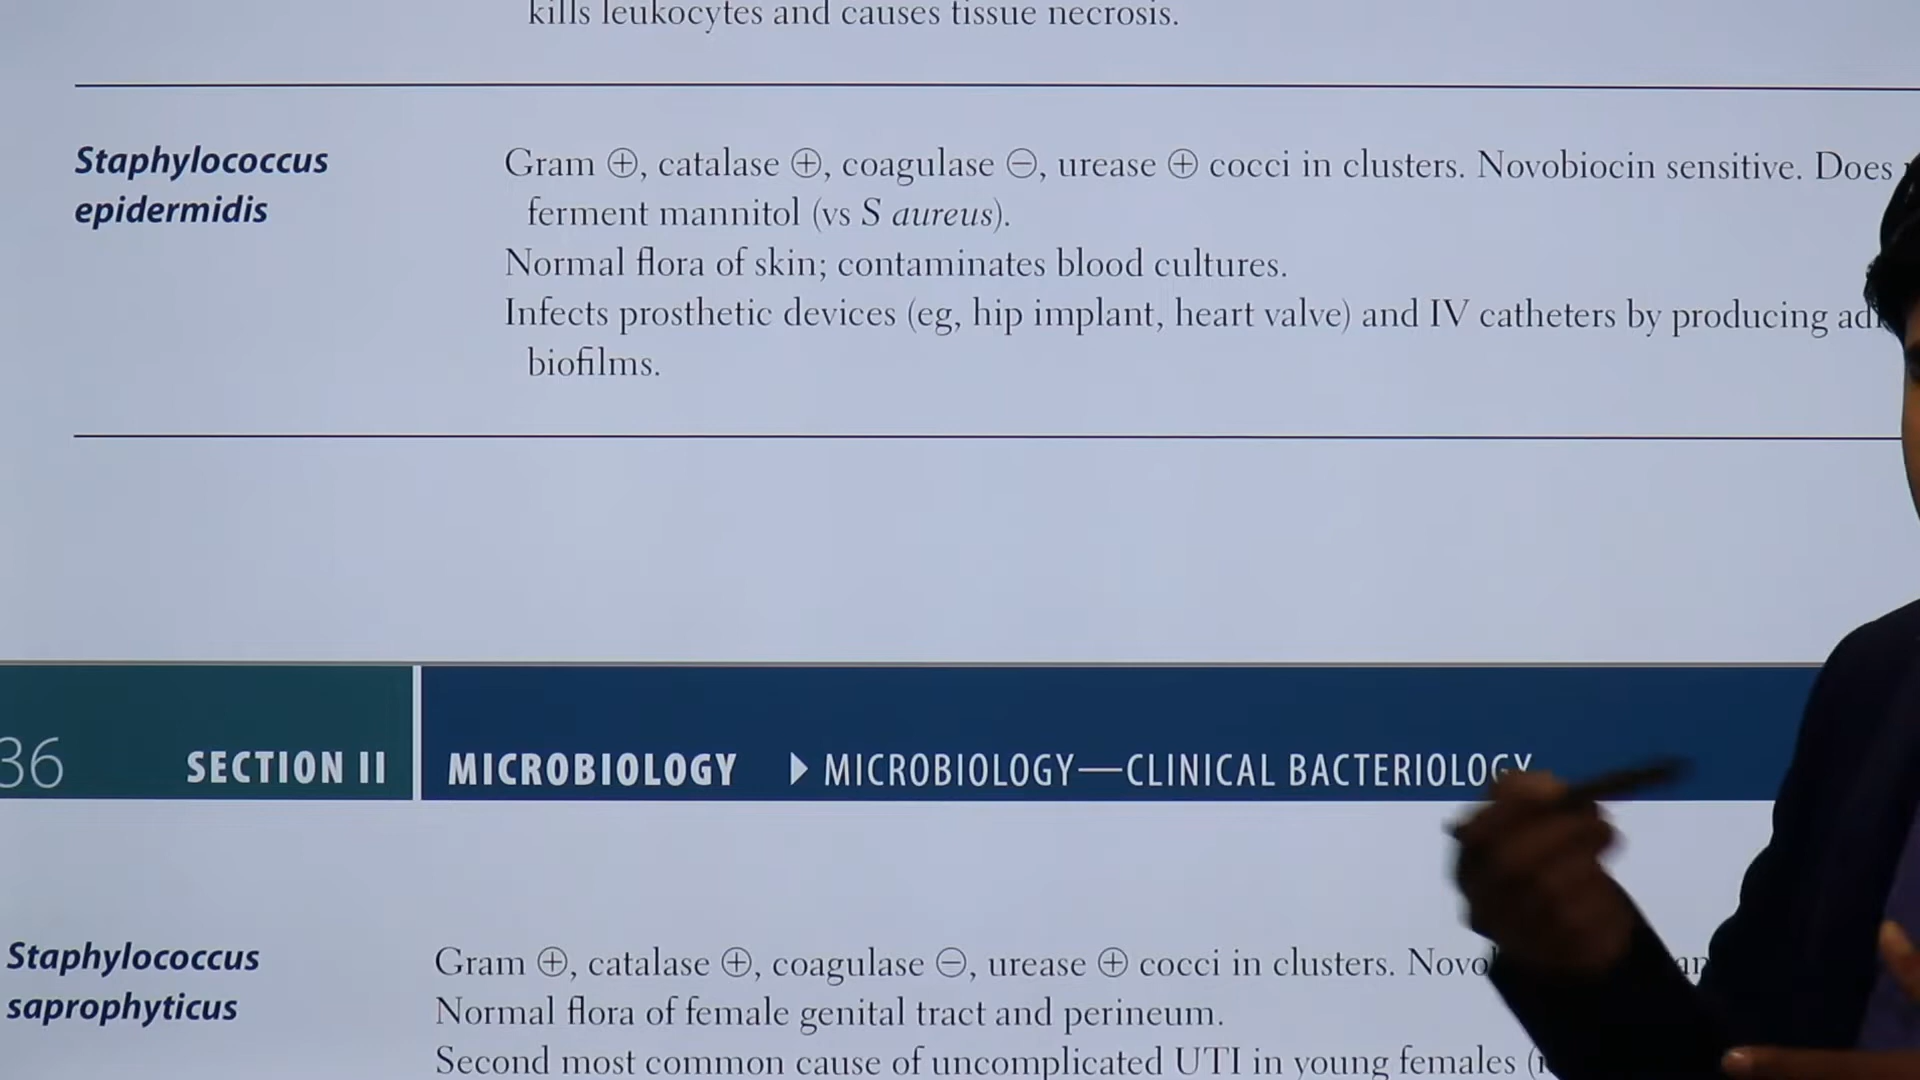 kills leukocytes and causes tissue necrosis.
Staphylococcus
epidermidis
Gram ⊕, catalase ⊕, coagulase ⊖, urease ⊕ cocci in clusters. Novobiocin sensitive. Does
ferment mannitol (vs S aureus).
Normal flora of skin; contaminates blood cultures.
Infects prosthetic devices (eg, hip implant, heart valve) and IV catheters by producing
biofilms.
36 SECTION II MICROBIOLOGY ▶ MICROBIOLOGY—CLINICAL BACTERIOLOGY
Staphylococcus
saprophyticus
Gram ⊕, catalase ⊕, coagulase ⊖, urease ⊕ cocci in clusters.
Normal flora of female genital tract and perineum.
Second most common cause of uncomplicated UTI in young females